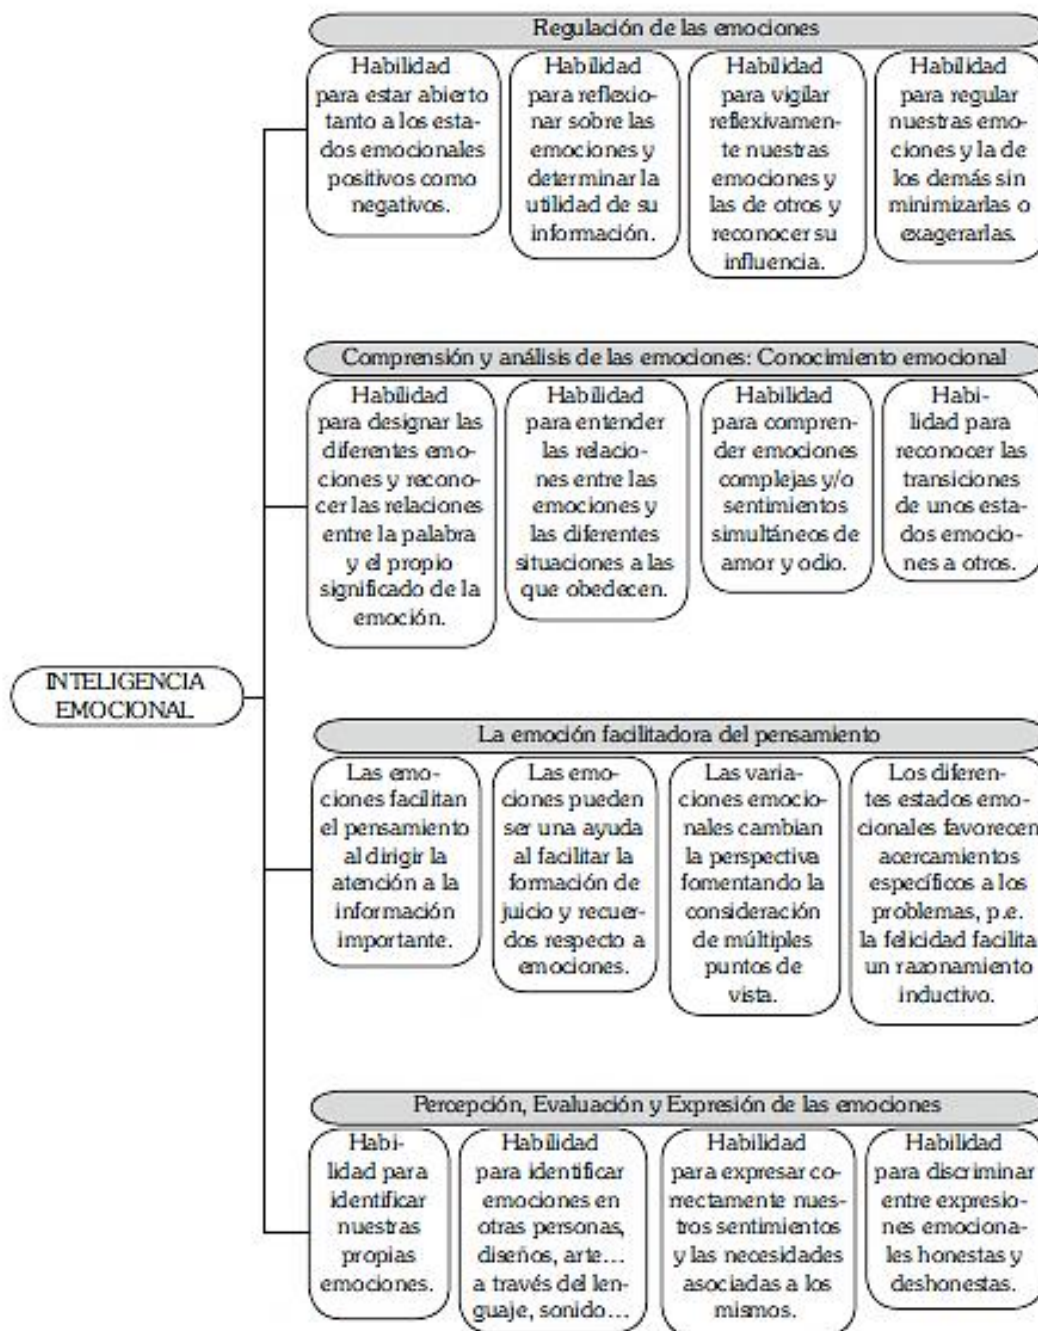 Regulación de las emociones
Habilidad
para estar abierto
tanto a los esta-
dos emocionales
positivos como
negativos.
Habilidad
para reflexio-
nar sobre las
emociones y
determinar la
utilidad de su
información.
Habilidad
para vigilar
reflexivamen-
te nuestras
emociones y
las de otros y
reconocer su
influencia.
Habilidad
para regular
nuestras emo-
ciones y la de
los demás sin
minimizarlas o
exagerarlas.
Comprensión y análisis de las emociones: Conocimiento emocional
Habilidad
para designar las
diferentes emo-
ciones y recono-
cer las relaciones
entre la palabra
y el propio
significado de la
emoción.
Habilidad
para entender
las relacio-
nes entre las
emociones y
las diferentes
situaciones a las
que obedecen.
Habilidad
para compren-
der emociones
complejas y/o
sentimientos
simultáneos de
amor y odio.
Habi-
lidad para
reconocer las
transiciones
de unos esta-
dos emocio-
nes a otros.
INTELIGENCIA
EMOCIONAL
La emoción facilitadora del pensamiento
Las emo-
ciones facilitan
el pensamiento
al dirigir la
atención a la
información
importante.
Las emo-
ciones pueden
ser una ayuda
al facilitar la
formación de
juicio y recuer-
dos respecto a
emociones.
Las varia-
ciones emocio-
nales cambian
la perspectiva
fomentando la
consideración
de múltiples
puntos de
vista.
Los diferen-
tes estados emo-
cionales favorecen
acercamientos
específicos a los
problemas, p.e.
la felicidad facilita
un razonamiento
inductivo.
Percepción, Evaluación y Expresión de las emociones
Habi-
lidad para
identificar
nuestras
propias
emociones.
Habilidad
para identificar
emociones en
otras personas,
diseños, arte...
a través del len-
guaje, sonido...
Habilidad
para expresar co-
rrectamente nues-
tros sentimientos
y las necesidades
asociadas a los
mismos.
Habilidad
para discriminar
entre expresio-
nes emociona-
les honestas y
deshonestas.